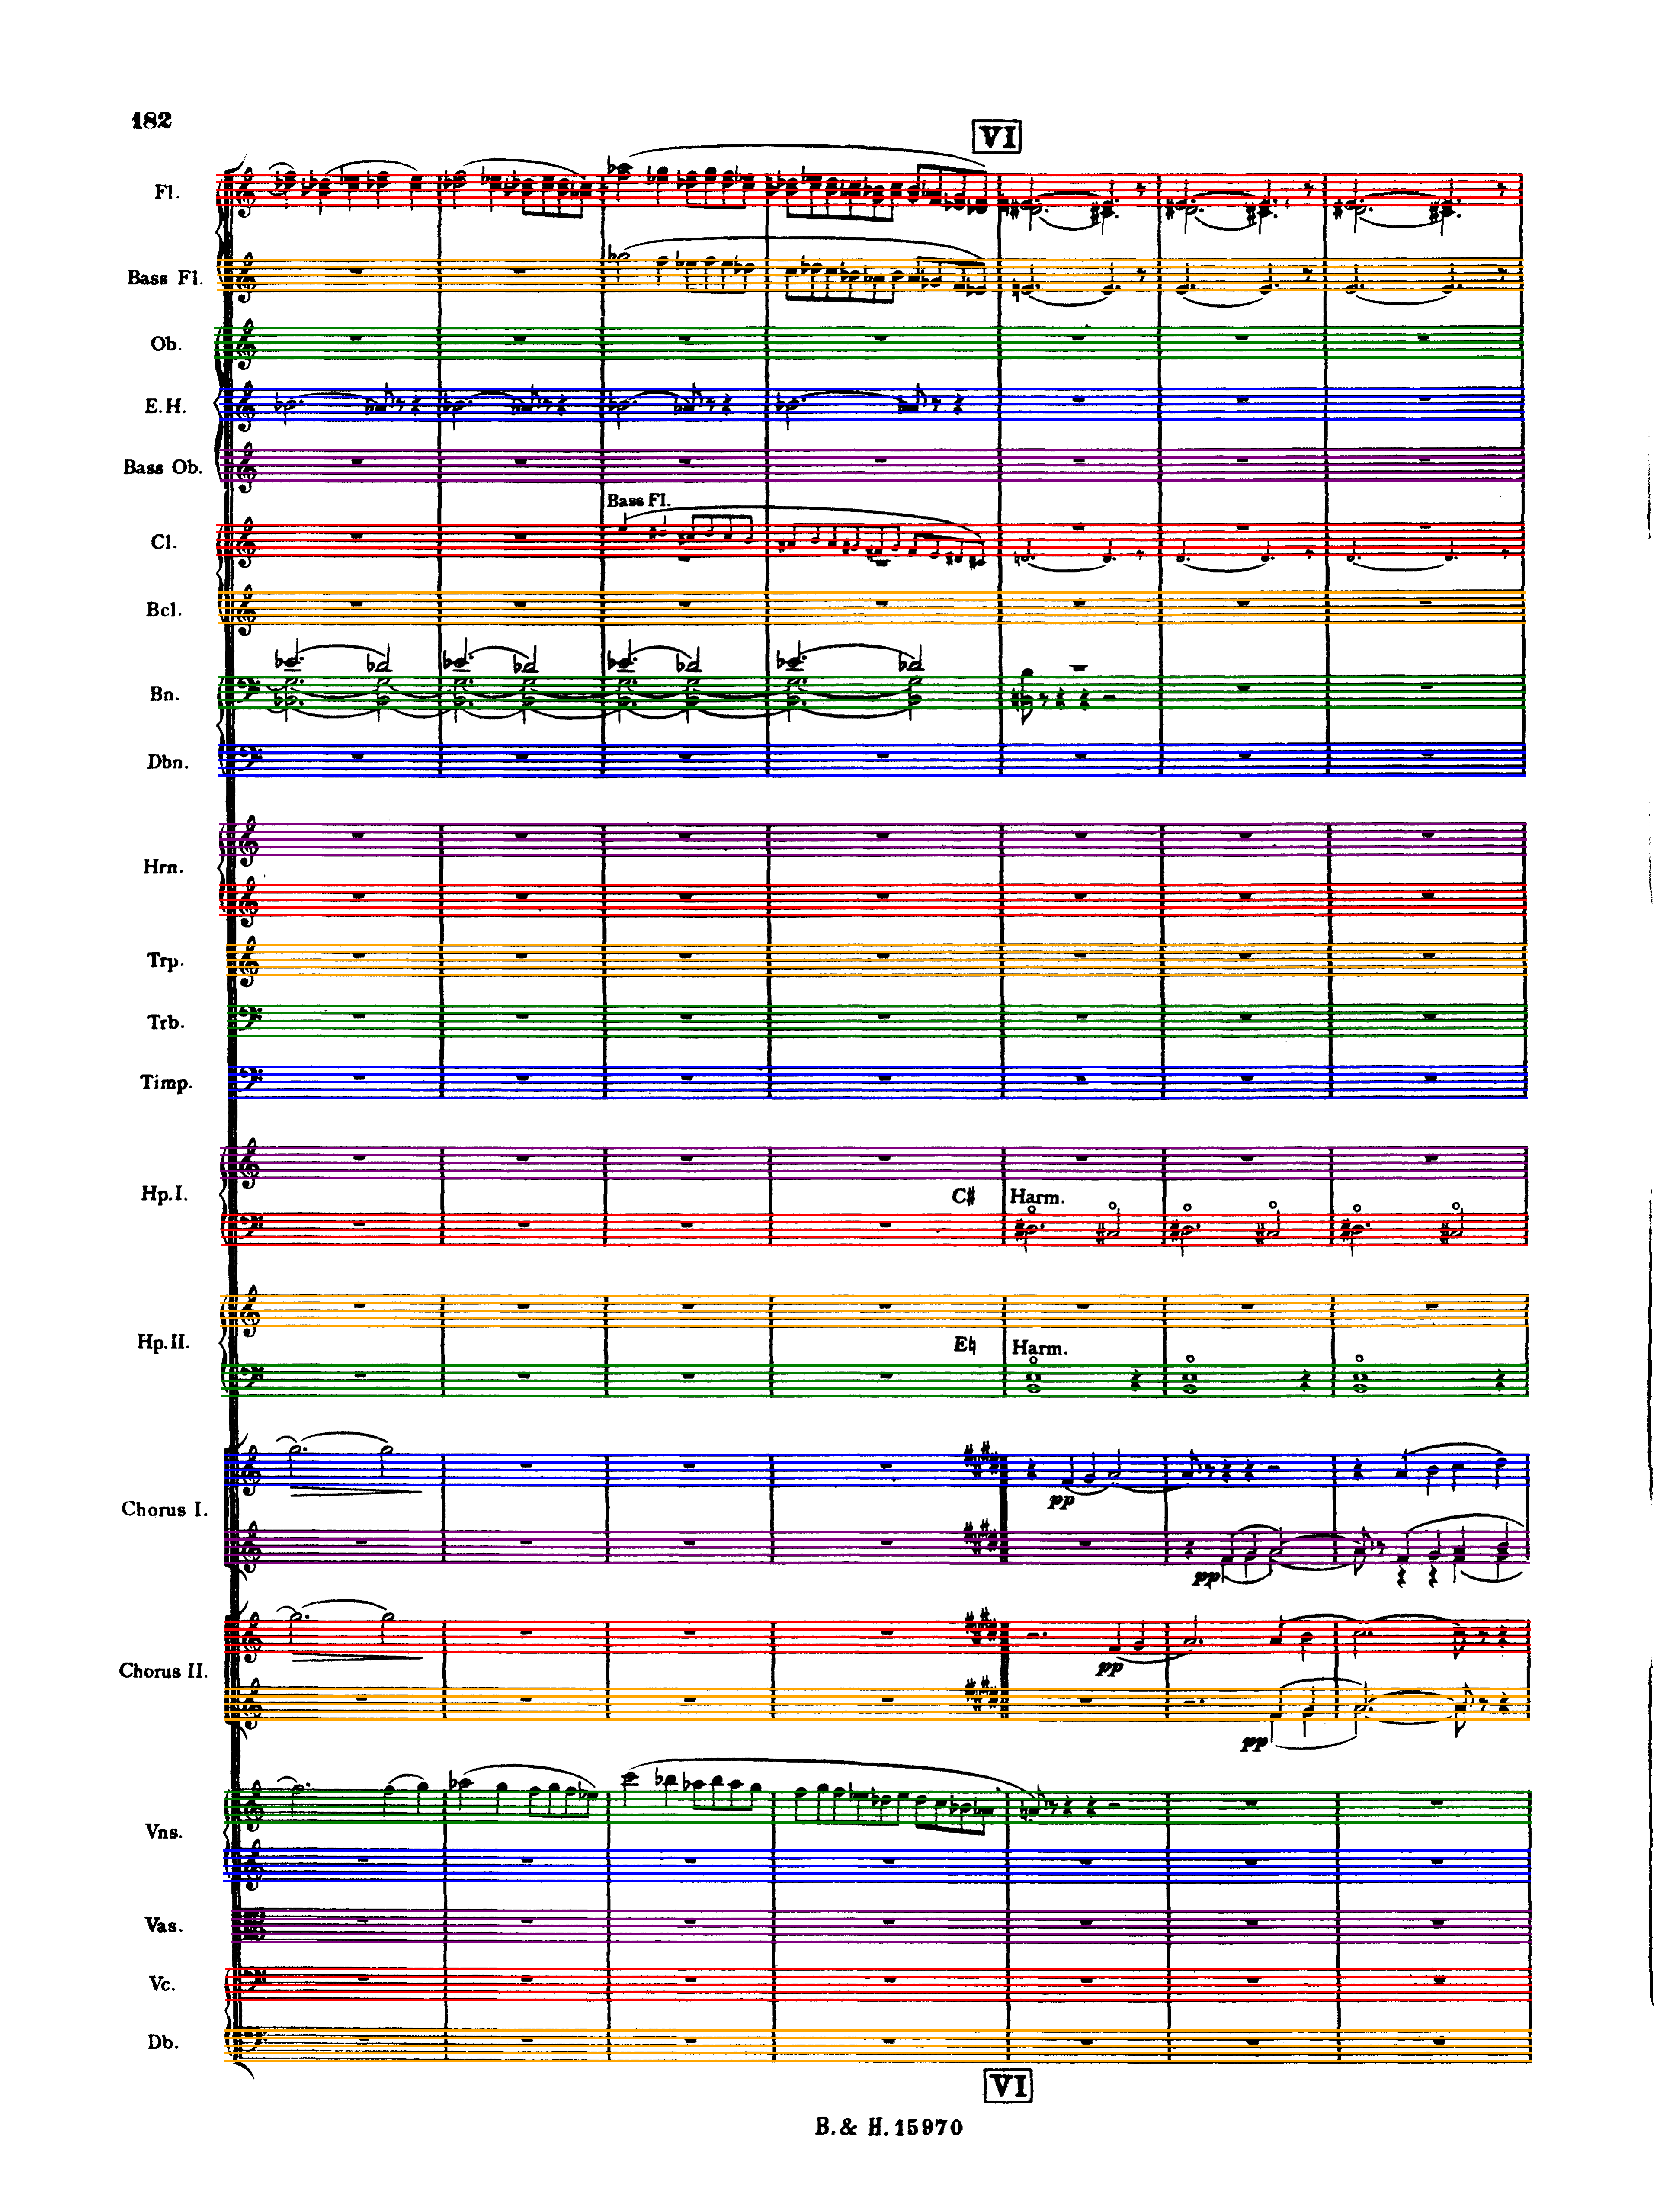 182
VI
Fl.
Bass Fl.
Ob.
E.H.
Bass Ob.
Bass Fl.
Cl.
Bcl.
Bn.
Dbn.
Hrn.
Trp.
Trb.
Timp.
Hp.I.
C♯ Harm.
Hp.II.
E♮ Harm.
Chorus I.
pp
pp
Chorus II.
pp
pp
Vns.
Vas.
Vc.
Db.
VI
B.& H.15970